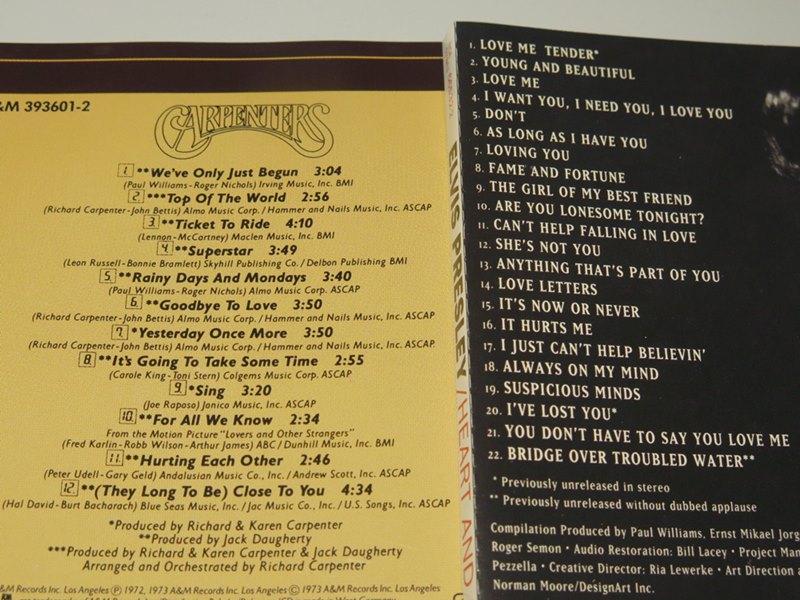 A&M 393601-2
CARPENTERS
1. **We've Only Just Begun 3:04
(Paul Williams-Roger Nichols) Irving Music, Inc. BMI
2. ***Top Of The World 2:56
(Richard Carpenter-John Bettis) Almo Music Corp. / Hammer and Nails Music, Inc. ASCAP
3. *Ticket To Ride 4:10
(Lennon-McCartney) Maclen Music, Inc. BMI
4. **Superstar 3:49
(Leon Russell-Bonnie Bramlett) Skyhill Publishing Co. / Delbon Publishing BMI
5. **Rainy Days And Mondays 3:40
(Paul Williams-Roger Nichols) Almo Music Corp. ASCAP
6. **Goodbye To Love 3:50
(Richard Carpenter-John Bettis) Almo Music Corp. / Hammer and Nails Music, Inc. ASCAP
7. *Yesterday Once More 3:50
(Richard Carpenter-John Bettis) Almo Music Corp. / Hammer and Nails Music, Inc. ASCAP
8. **It's Going To Take Some Time 2:55
(Carole King-Toni Stern) Colgems Music Corp. ASCAP
9. *Sing 3:20
(Joe Raposo) Jonico Music, Inc. ASCAP
10. **For All We Know 2:34
From the Motion Picture "Lovers and Other Strangers"
(Fred Karlin-Robb Wilson-Arthur James) ABC / Dunhill Music, Inc. BMI
11. **Hurting Each Other 2:46
(Peter Udell-Gary Geld) Andalusian Music Co., Inc. / Andrew Scott, Inc. ASCAP
12. **(They Long To Be) Close To You 4:34
(Hal David-Burt Bacharach) Blue Seas Music, Inc. / Jac Music Co., Inc. / U.S. Songs, Inc. ASCAP
*Produced by Richard & Karen Carpenter
**Produced by Jack Daugherty
***Produced by Richard & Karen Carpenter & Jack Daugherty
Arranged and Orchestrated by Richard Carpenter
A&M Records Inc. Los Angeles Ⓟ 1972, 1973 A&M Records Inc. Los Angeles © 1973 A&M Records Inc. Los Angeles
ELVIS PRESLEY/HEART AND
1. LOVE ME TENDER*
2. YOUNG AND BEAUTIFUL
3. LOVE ME
4. I WANT YOU, I NEED YOU, I LOVE YOU
5. DON'T
6. AS LONG AS I HAVE YOU
7. LOVING YOU
8. FAME AND FORTUNE
9. THE GIRL OF MY BEST FRIEND
10. ARE YOU LONESOME TONIGHT?
11. CAN'T HELP FALLING IN LOVE
12. SHE'S NOT YOU
13. ANYTHING THAT'S PART OF YOU
14. LOVE LETTERS
15. IT'S NOW OR NEVER
16. IT HURTS ME
17. I JUST CAN'T HELP BELIEVIN'
18. ALWAYS ON MY MIND
19. SUSPICIOUS MINDS
20. I'VE LOST YOU*
21. YOU DON'T HAVE TO SAY YOU LOVE ME
22. BRIDGE OVER TROUBLED WATER**
* Previously unreleased in stereo
** Previously unreleased without dubbed applause
Compilation Produced by Paul Williams, Ernst Mikael Jorg
Roger Semon • Audio Restoration: Bill Lacey • Project Man
Pezzella • Creative Director: Ria Lewerke • Art Direction a
Norman Moore/DesignArt Inc.